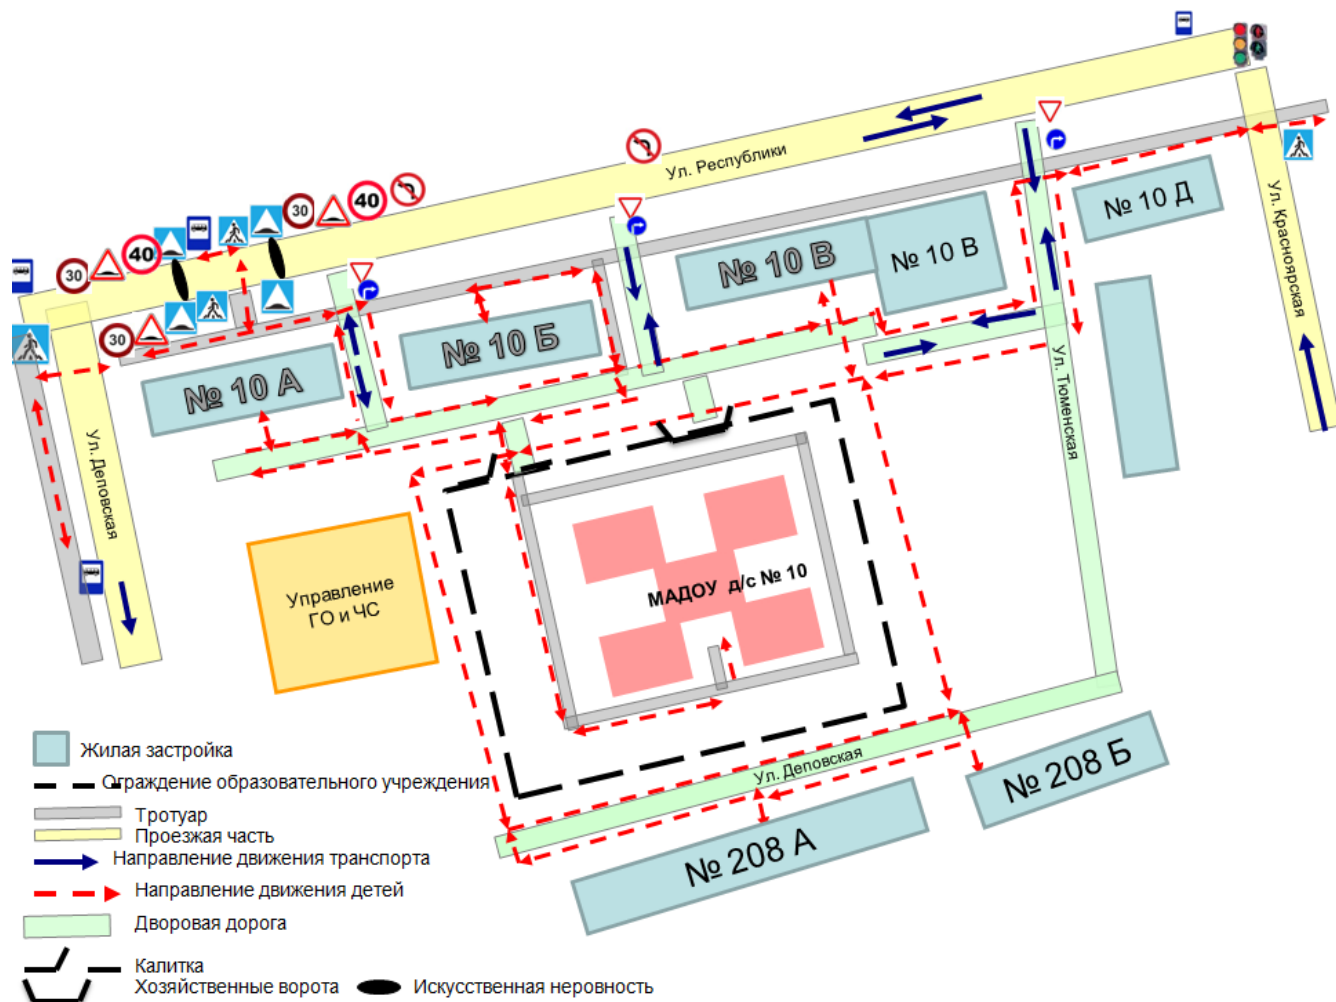 Ул. Республики
30
40
30
40
30
№ 10 А
№ 10 Б
№ 10 В
№ 10 В
№ 10 Д
Ул. Красноярская
Ул. Тюменская
Ул. Деповская
Управление
ГО и ЧС
МАДОУ д/с № 10
Ул. Деповская
№ 208 А
№ 208 Б
Жилая застройка
Ограждение образовательного учреждения
Тротуар
Проезжая часть
Направление движения транспорта
Направление движения детей
Дворовая дорога
Калитка
Хозяйственные ворота
Искусственная неровность